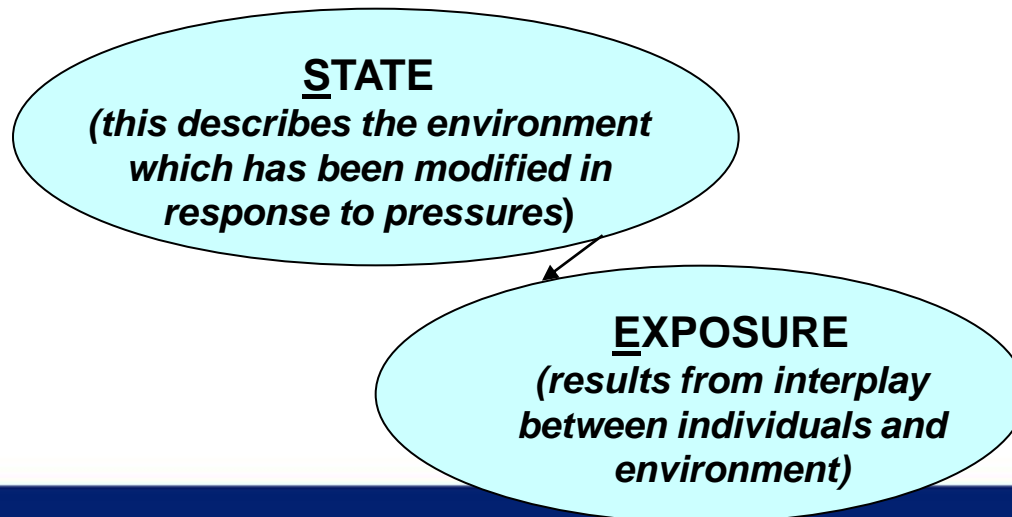 STATE
(this describes the environment
which has been modified in
response to pressures)
EXPOSURE
(results from interplay
between individuals and
environment)